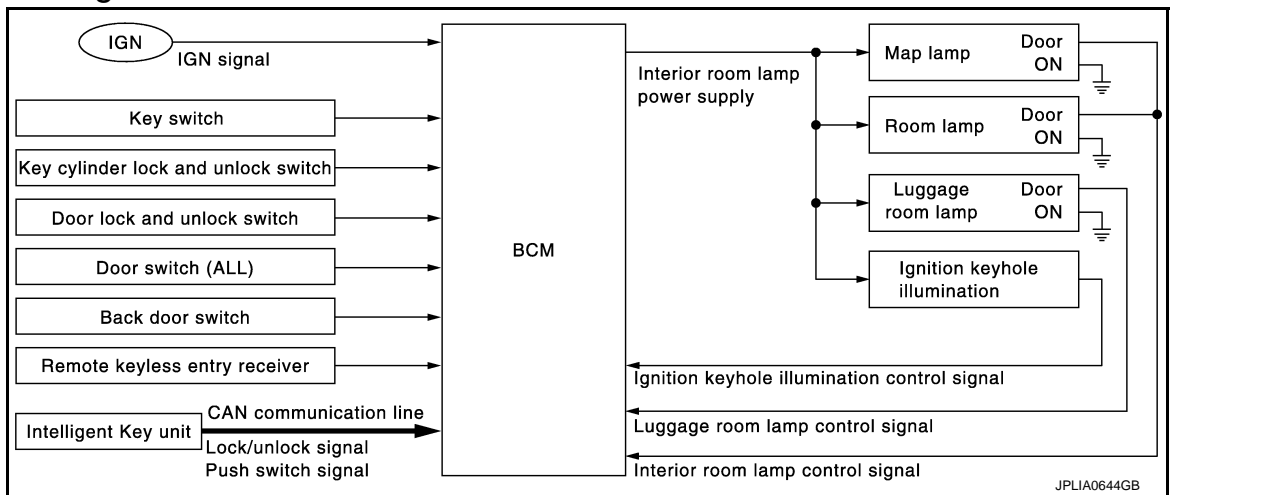 IGN
IGN signal
Key switch
Key cylinder lock and unlock switch
Door lock and unlock switch
Door switch (ALL)
Back door switch
Remote keyless entry receiver
Intelligent Key unit
CAN communication line
Lock/unlock signal
Push switch signal
BCM
Interior room lamp
power supply
Map lamp
Door
ON
Room lamp
Door
ON
Luggage
room lamp
Door
ON
Ignition keyhole
illumination
Ignition keyhole illumination control signal
Luggage room lamp control signal
Interior room lamp control signal
JPLIA0644GB